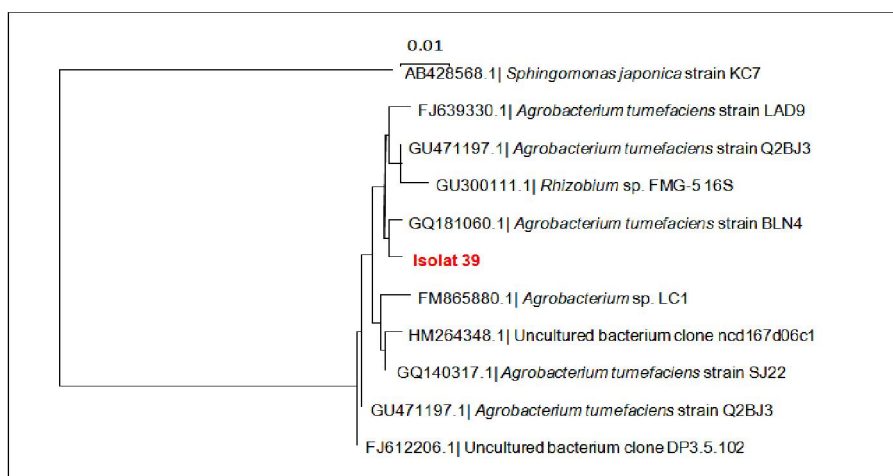 0.01
AB428568.1| Sphingomonas japonica strain KC7
FJ639330.1| Agrobacterium tumefaciens strain LAD9
GU471197.1| Agrobacterium tumefaciens strain Q2BJ3
GU300111.1| Rhizobium sp. FMG-5 16S
GQ181060.1| Agrobacterium tumefaciens strain BLN4
Isolat 39
FM865880.1| Agrobacterium sp. LC1
HM264348.1| Uncultured bacterium clone ncd167d06c1
GQ140317.1| Agrobacterium tumefaciens strain SJ22
GU471197.1| Agrobacterium tumefaciens strain Q2BJ3
FJ612206.1| Uncultured bacterium clone DP3.5.102